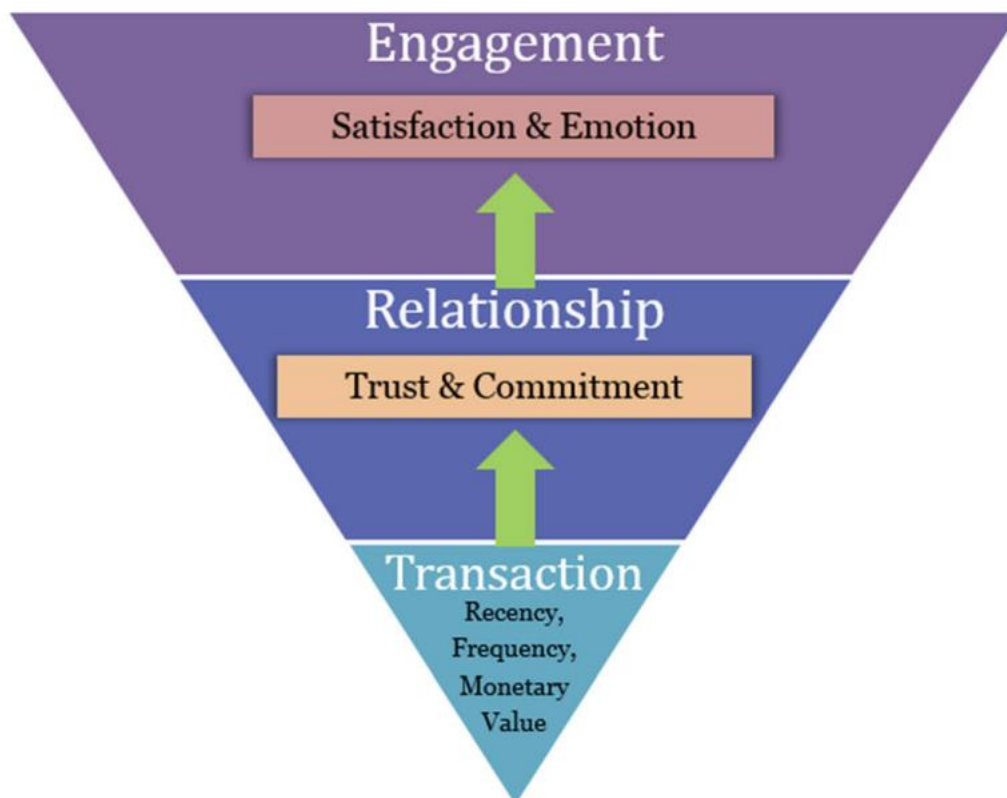 Engagement
Satisfaction & Emotion
Relationship
Trust & Commitment
Transaction
Recency,
Frequency,
Monetary
Value